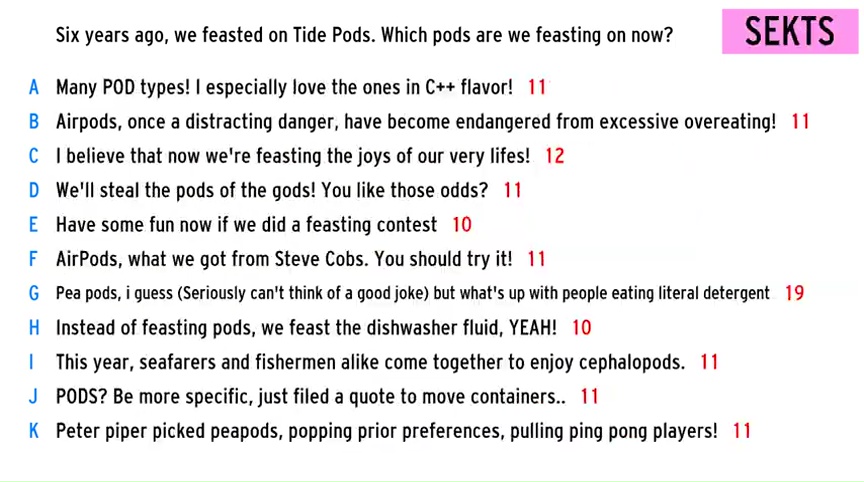 Six years ago, we feasted on Tide Pods. Which pods are we feasting on now?
SEKTS
A Many POD types! I especially love the ones in C++ flavor! 11
B Airpods, once a distracting danger, have become endangered from excessive overeating! 11
C I believe that now we're feasting the joys of our very lifes! 12
D We'll steal the pods of the gods! You like those odds? 11
E Have some fun now if we did a feasting contest 10
F AirPods, what we got from Steve Cobs. You should try it! 11
G Pea pods, i guess (Seriously can't think of a good joke) but what's up with people eating literal detergent 19
H Instead of feasting pods, we feast the dishwasher fluid, YEAH! 10
I This year, seafarers and fishermen alike come together to enjoy cephalopods. 11
J PODS? Be more specific, just filed a quote to move containers.. 11
K Peter piper picked peapods, popping prior preferences, pulling ping pong players! 11